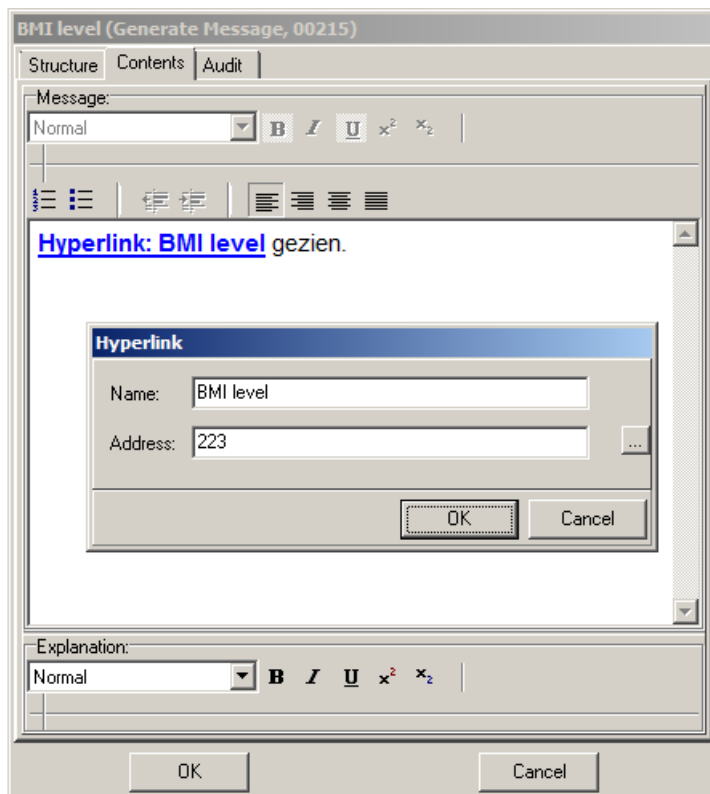 BMI level (Generate Message, 00215)
Structure Contents Audit
Message:
Normal B I U x² x₂
Hyperlink: BMI level gezien.
Hyperlink
Name: BMI level
Address: 223 ...
OK Cancel
Explanation:
Normal B I U x² x₂
OK Cancel